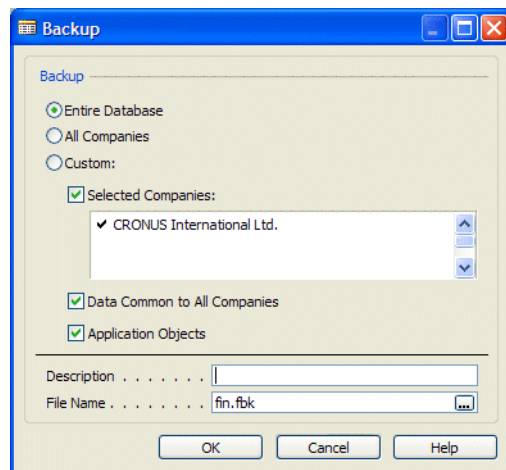 Backup
Backup
Entire Database
All Companies
Custom:
Selected Companies:
CRONUS International Ltd.
Data Common to All Companies
Application Objects
Description . . . . . . .
File Name . . . . . . . . fin.fbk ...
OK Cancel Help